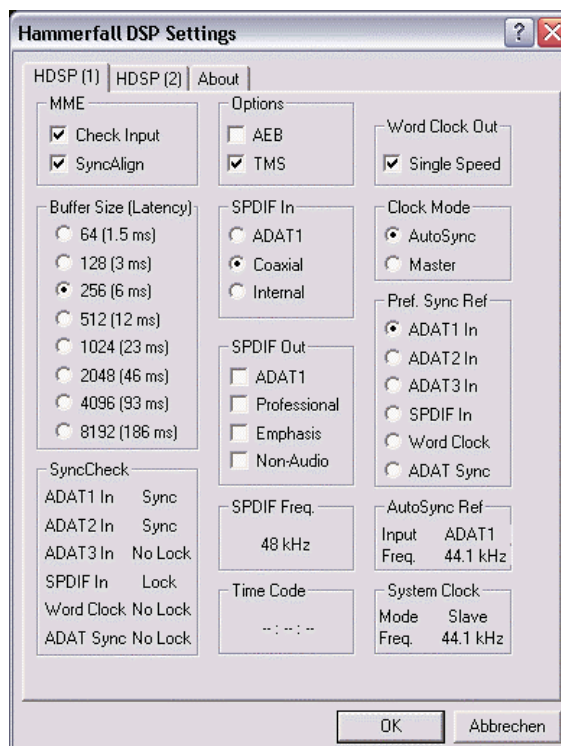 Hammerfall DSP Settings
HDSP (1)
HDSP (2)
About
MME
Check Input
SyncAlign
Options
AEB
TMS
Word Clock Out
Single Speed
Buffer Size (Latency)
64 (1.5 ms)
128 (3 ms)
256 (6 ms)
512 (12 ms)
1024 (23 ms)
2048 (46 ms)
4096 (93 ms)
8192 (186 ms)
SPDIF In
ADAT1
Coaxial
Internal
Clock Mode
AutoSync
Master
Pref. Sync Ref
ADAT1 In
ADAT2 In
ADAT3 In
SPDIF In
Word Clock
ADAT Sync
SPDIF Out
ADAT1
Professional
Emphasis
Non-Audio
SyncCheck
ADAT1 In Sync
ADAT2 In Sync
ADAT3 In No Lock
SPDIF In Lock
Word Clock No Lock
ADAT Sync No Lock
SPDIF Freq.
48 kHz
AutoSync Ref
Input ADAT1
Freq. 44.1 kHz
Time Code
-- : -- : --
System Clock
Mode Slave
Freq. 44.1 kHz
OK
Abbrechen